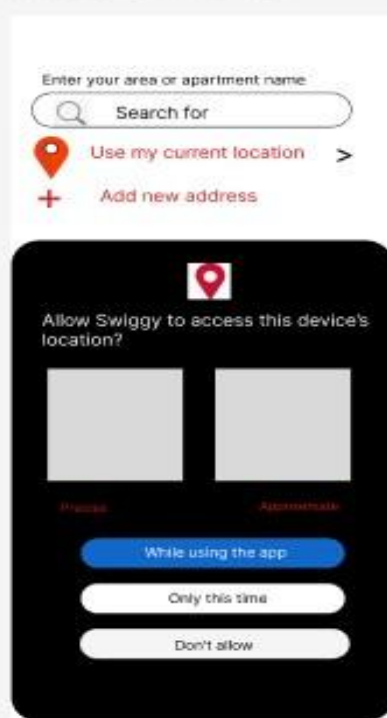 Enter your area or apartment name
Search for
Use my current location >
+ Add new address
Allow Swiggy to access this device's
location?
Precise Approximate
While using the app
Only this time
Don't allow